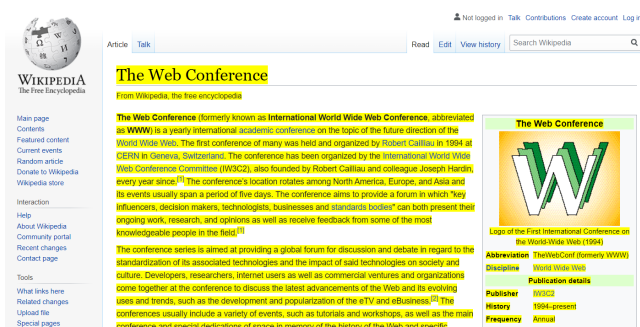 Not logged in Talk Contributions Create account Log in
Article Talk
Read Edit View history Search Wikipedia
WIKIPEDIA
The Free Encyclopedia
Main page
Contents
Featured content
Current events
Random article
Donate to Wikipedia
Wikipedia store
Interaction
Help
About Wikipedia
Community portal
Recent changes
Contact page
Tools
What links here
Related changes
Upload file
Special pages
The Web Conference
From Wikipedia, the free encyclopedia
The Web Conference (formerly known as International World Wide Web Conference, abbreviated
as WWW) is a yearly international academic conference on the topic of the future direction of the
World Wide Web. The first conference of many was held and organized by Robert Cailliau in 1994 at
CERN in Geneva, Switzerland. The conference has been organized by the International World Wide
Web Conference Committee (IW3C2), also founded by Robert Cailliau and colleague Joseph Hardin,
every year since.[1] The conference's location rotates among North America, Europe, and Asia and
its events usually span a period of five days. The conference aims to provide a forum in which "key
influencers, decision makers, technologists, businesses and standards bodies" can both present their
ongoing work, research, and opinions as well as receive feedback from some of the most
knowledgeable people in the field.[1]
The conference series is aimed at providing a global forum for discussion and debate in regard to the
standardization of its associated technologies and the impact of said technologies on society and
culture. Developers, researchers, internet users as well as commercial ventures and organizations
come together at the conference to discuss the latest advancements of the Web and its evolving
uses and trends, such as the development and popularization of the eTV and eBusiness.[2] The
conferences usually include a variety of events, such as tutorials and workshops, as well as the main
conference and special dedications of space in memory of the history of the Web and specific
The Web Conference
Logo of the First International Conference on
the World-Wide Web (1994)
Abbreviation TheWebConf (formerly WWW)
Discipline World Wide Web
Publication details
Publisher IW3C2
History 1994–present
Frequency Annual